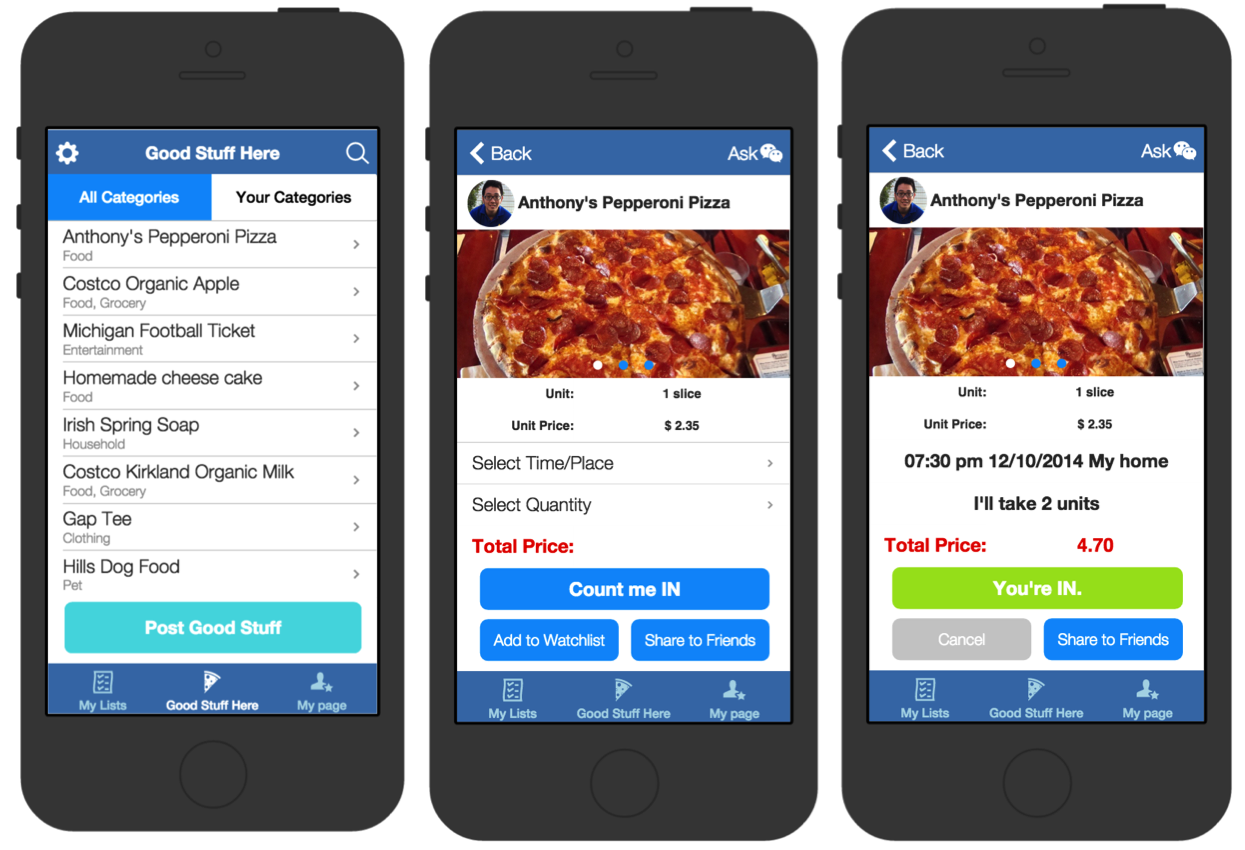 Good Stuff Here
All Categories Your Categories
Anthony's Pepperoni Pizza
Food
Costco Organic Apple
Food, Grocery
Michigan Football Ticket
Entertainment
Homemade cheese cake
Food
Irish Spring Soap
Household
Costco Kirkland Organic Milk
Food, Grocery
Gap Tee
Clothing
Hills Dog Food
Pet
Post Good Stuff
My Lists Good Stuff Here My page
Back Ask
Anthony's Pepperoni Pizza
Unit: 1 slice
Unit Price: $ 2.35
Select Time/Place
Select Quantity
Total Price:
Count me IN
Add to Watchlist Share to Friends
My Lists Good Stuff Here My page
Back Ask
Anthony's Pepperoni Pizza
Unit: 1 slice
Unit Price: $ 2.35
07:30 pm 12/10/2014 My home
I'll take 2 units
Total Price: 4.70
You're IN.
Cancel Share to Friends
My Lists Good Stuff Here My page